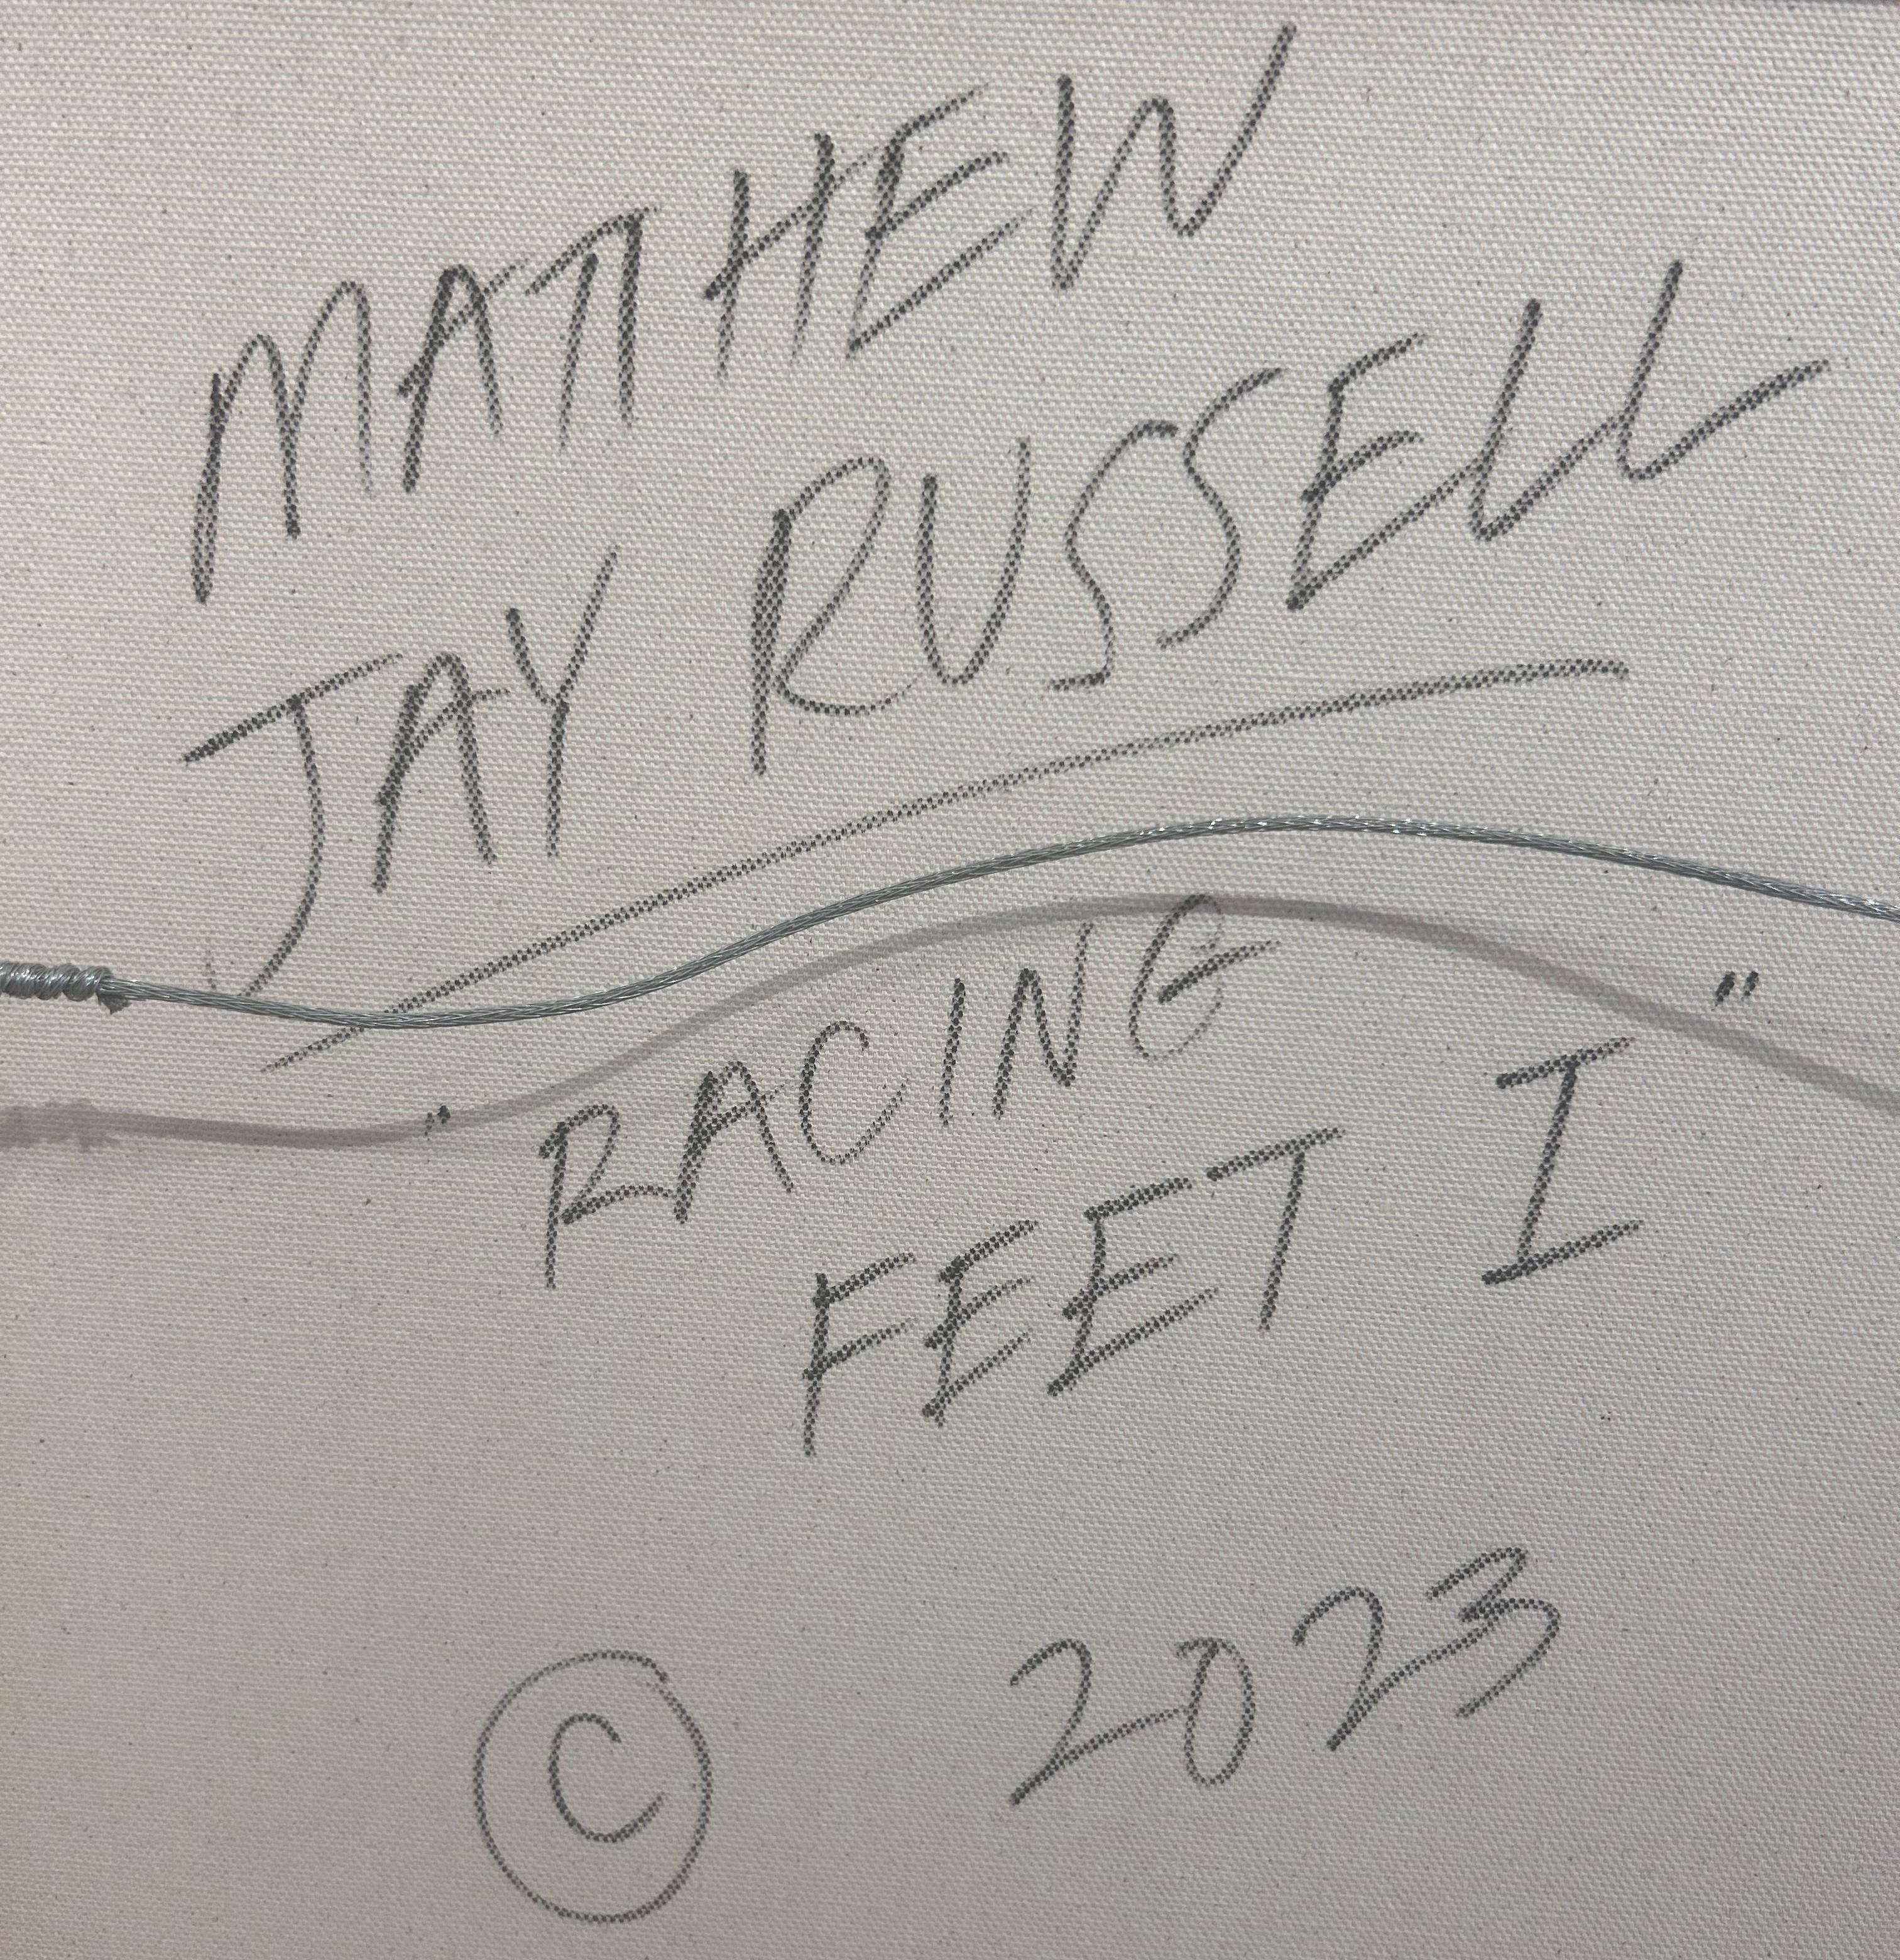 MATTHEW
JAY RUSSELL
"RACING
FEET I"
© 2023